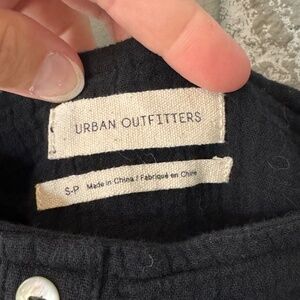 URBAN OUTFITTERS
S-P Made in China / Fabriqué en Chine